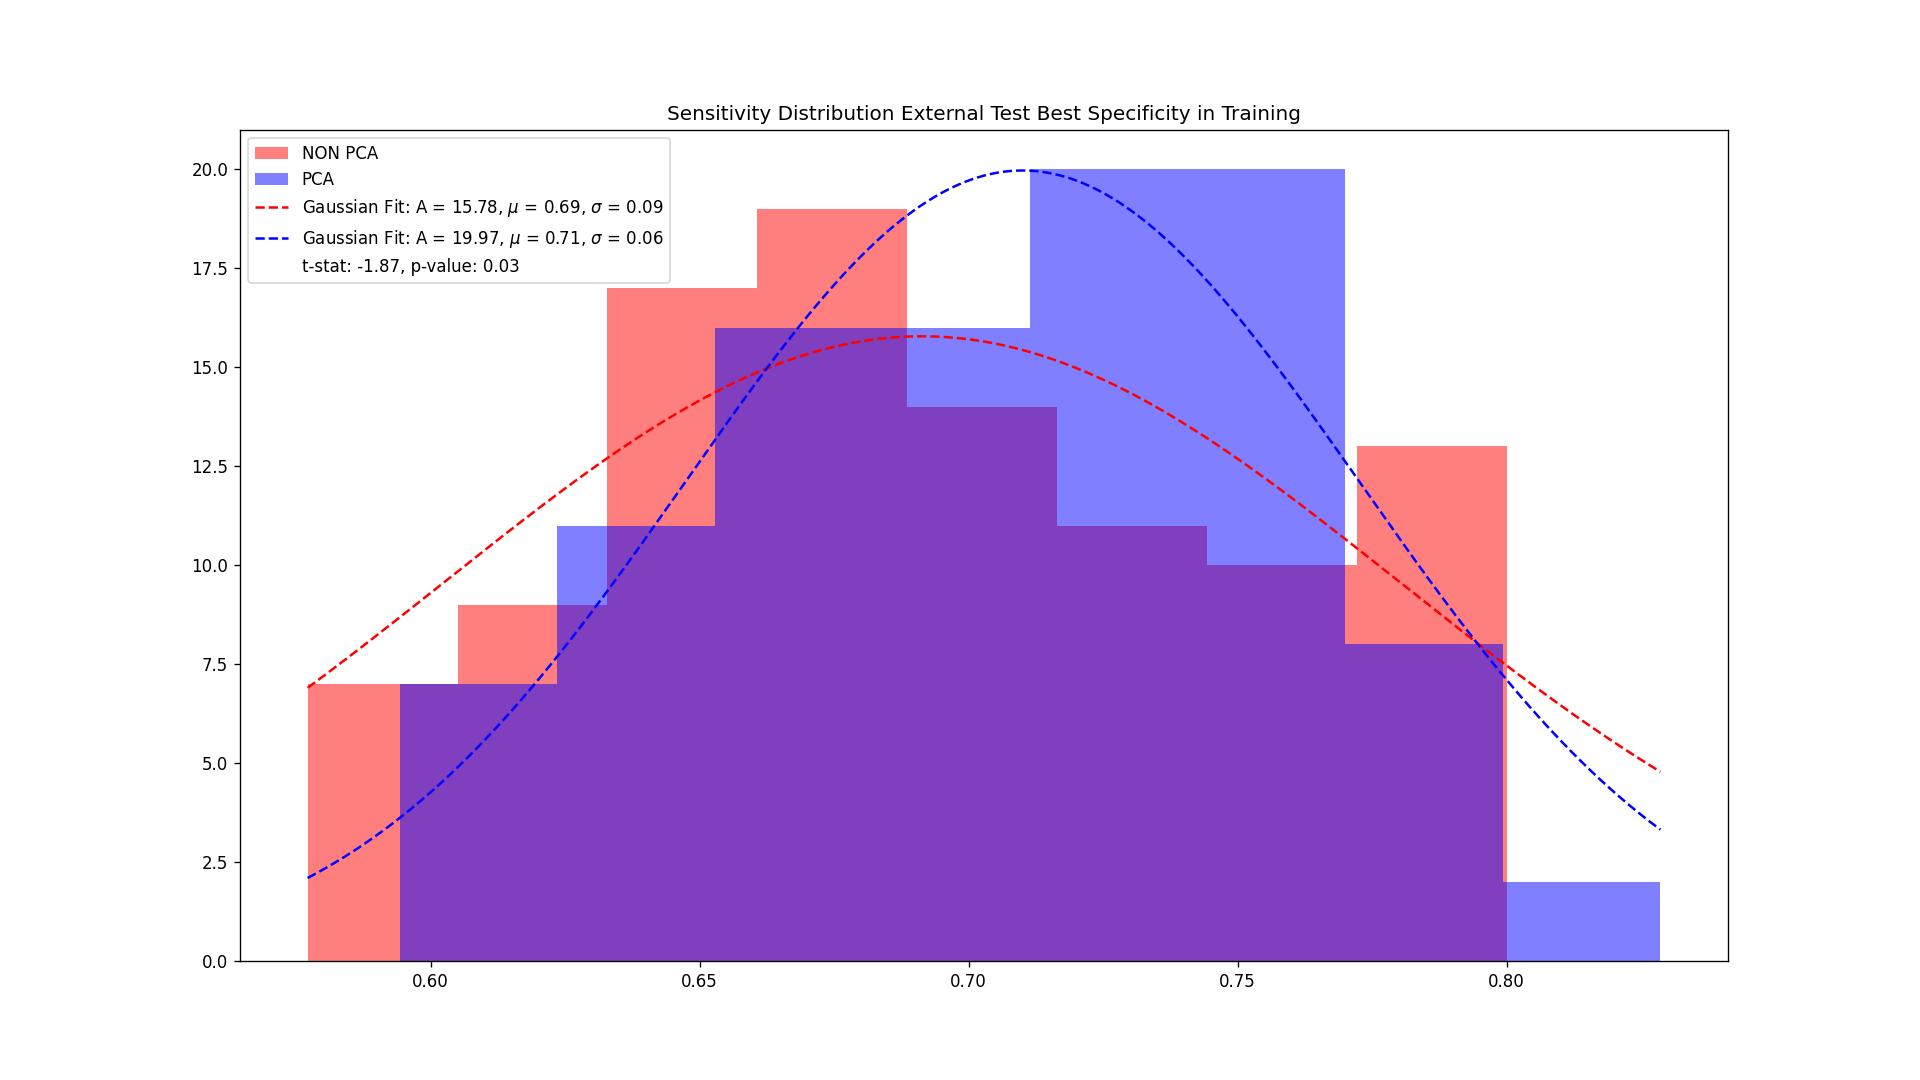 Sensitivity Distribution External Test Best Specificity in Training
NON PCA
PCA
Gaussian Fit: A = 15.78, μ = 0.69, σ = 0.09
Gaussian Fit: A = 19.97, μ = 0.71, σ = 0.06
t-stat: -1.87, p-value: 0.03
20.0
17.5
15.0
12.5
10.0
7.5
5.0
2.5
0.0
0.60 0.65 0.70 0.75 0.80